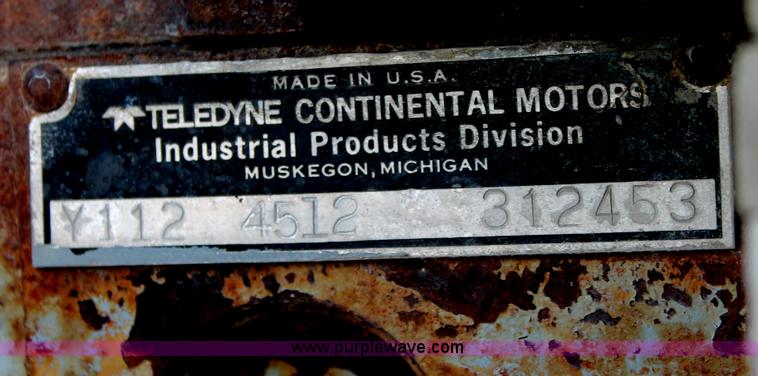 MADE IN U.S.A.
TELEDYNE CONTINENTAL MOTORS
Industrial Products Division
MUSKEGON, MICHIGAN
Y112 4512 312453
www.purplewave.com